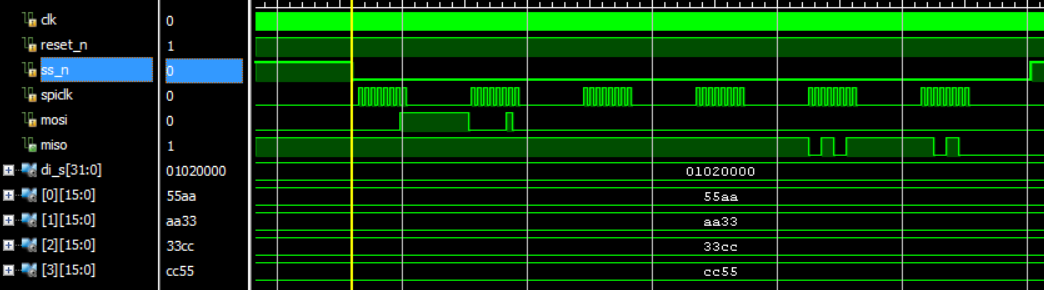 clk 0
reset_n 1
ss_n 0
spiclk 0
mosi 0
miso 1
di_s[31:0] 01020000 01020000
[0][15:0] 55aa 55aa
[1][15:0] aa33 aa33
[2][15:0] 33cc 33cc
[3][15:0] cc55 cc55